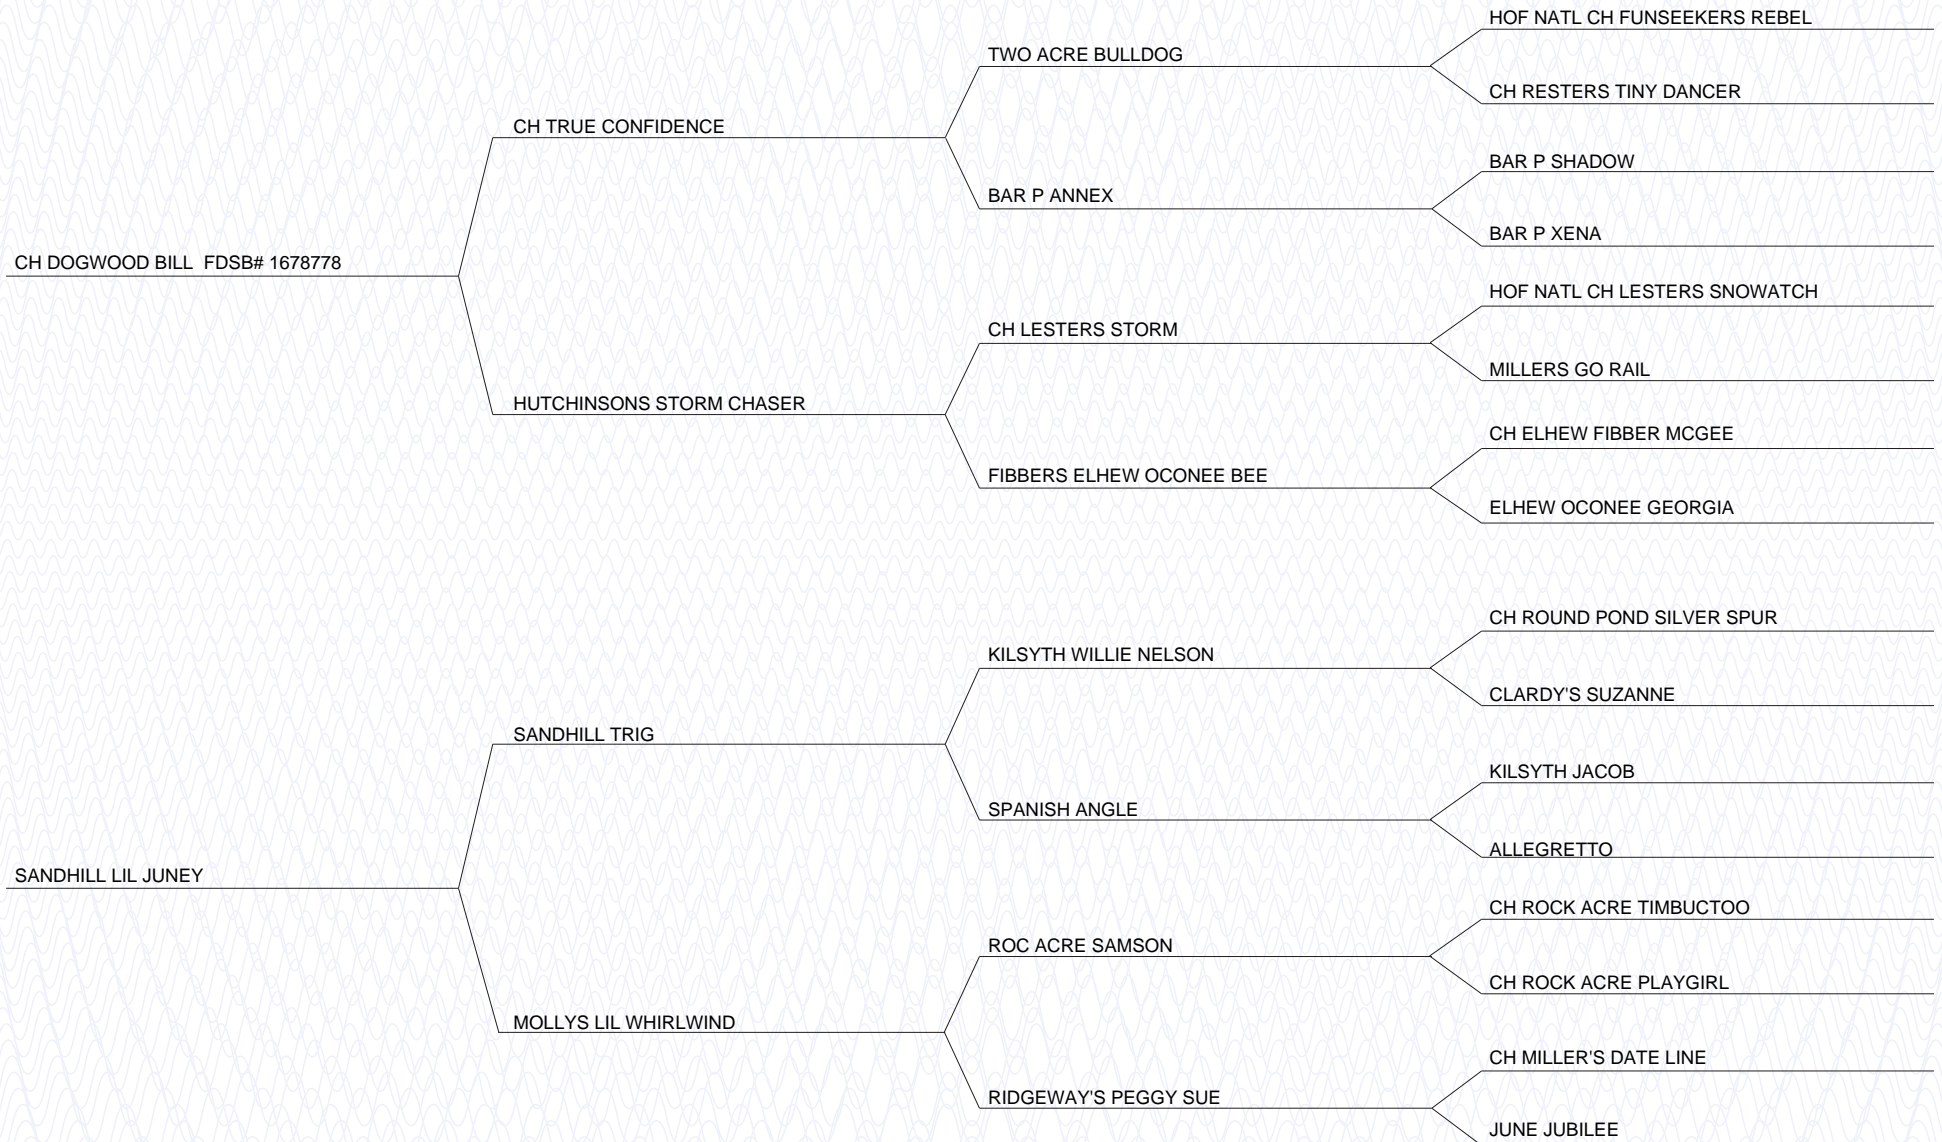 HOF NATL CH FUNSEEKERS REBEL
TWO ACRE BULLDOG
CH RESTERS TINY DANCER
CH TRUE CONFIDENCE
BAR P SHADOW
BAR P ANNEX
BAR P XENA
CH DOGWOOD BILL  FDSB# 1678778
HOF NATL CH LESTERS SNOWATCH
CH LESTERS STORM
MILLERS GO RAIL
HUTCHINSONS STORM CHASER
CH ELHEW FIBBER MCGEE
FIBBERS ELHEW OCONEE BEE
ELHEW OCONEE GEORGIA
CH ROUND POND SILVER SPUR
KILSYTH WILLIE NELSON
CLARDY'S SUZANNE
SANDHILL TRIG
KILSYTH JACOB
SPANISH ANGLE
ALLEGRETTO
SANDHILL LIL JUNEY
CH ROCK ACRE TIMBUCTOO
ROC ACRE SAMSON
CH ROCK ACRE PLAYGIRL
MOLLYS LIL WHIRLWIND
CH MILLER'S DATE LINE
RIDGEWAY'S PEGGY SUE
JUNE JUBILEE